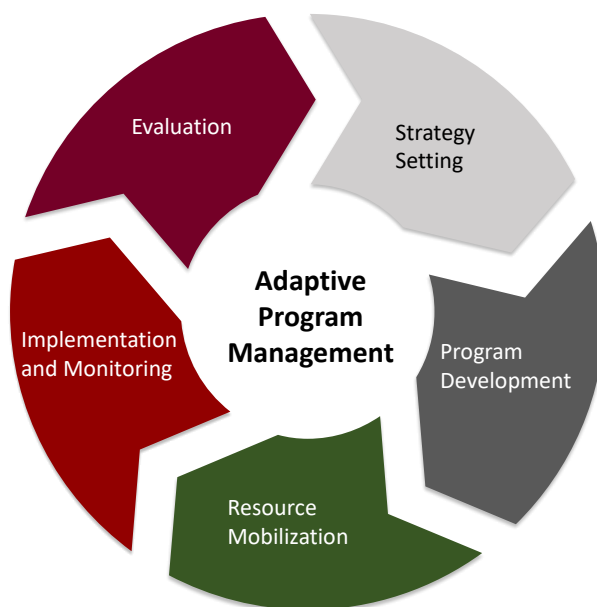 Evaluation
Strategy
Setting
Adaptive
Program
Management
Implementation
and Monitoring
Program
Development
Resource
Mobilization